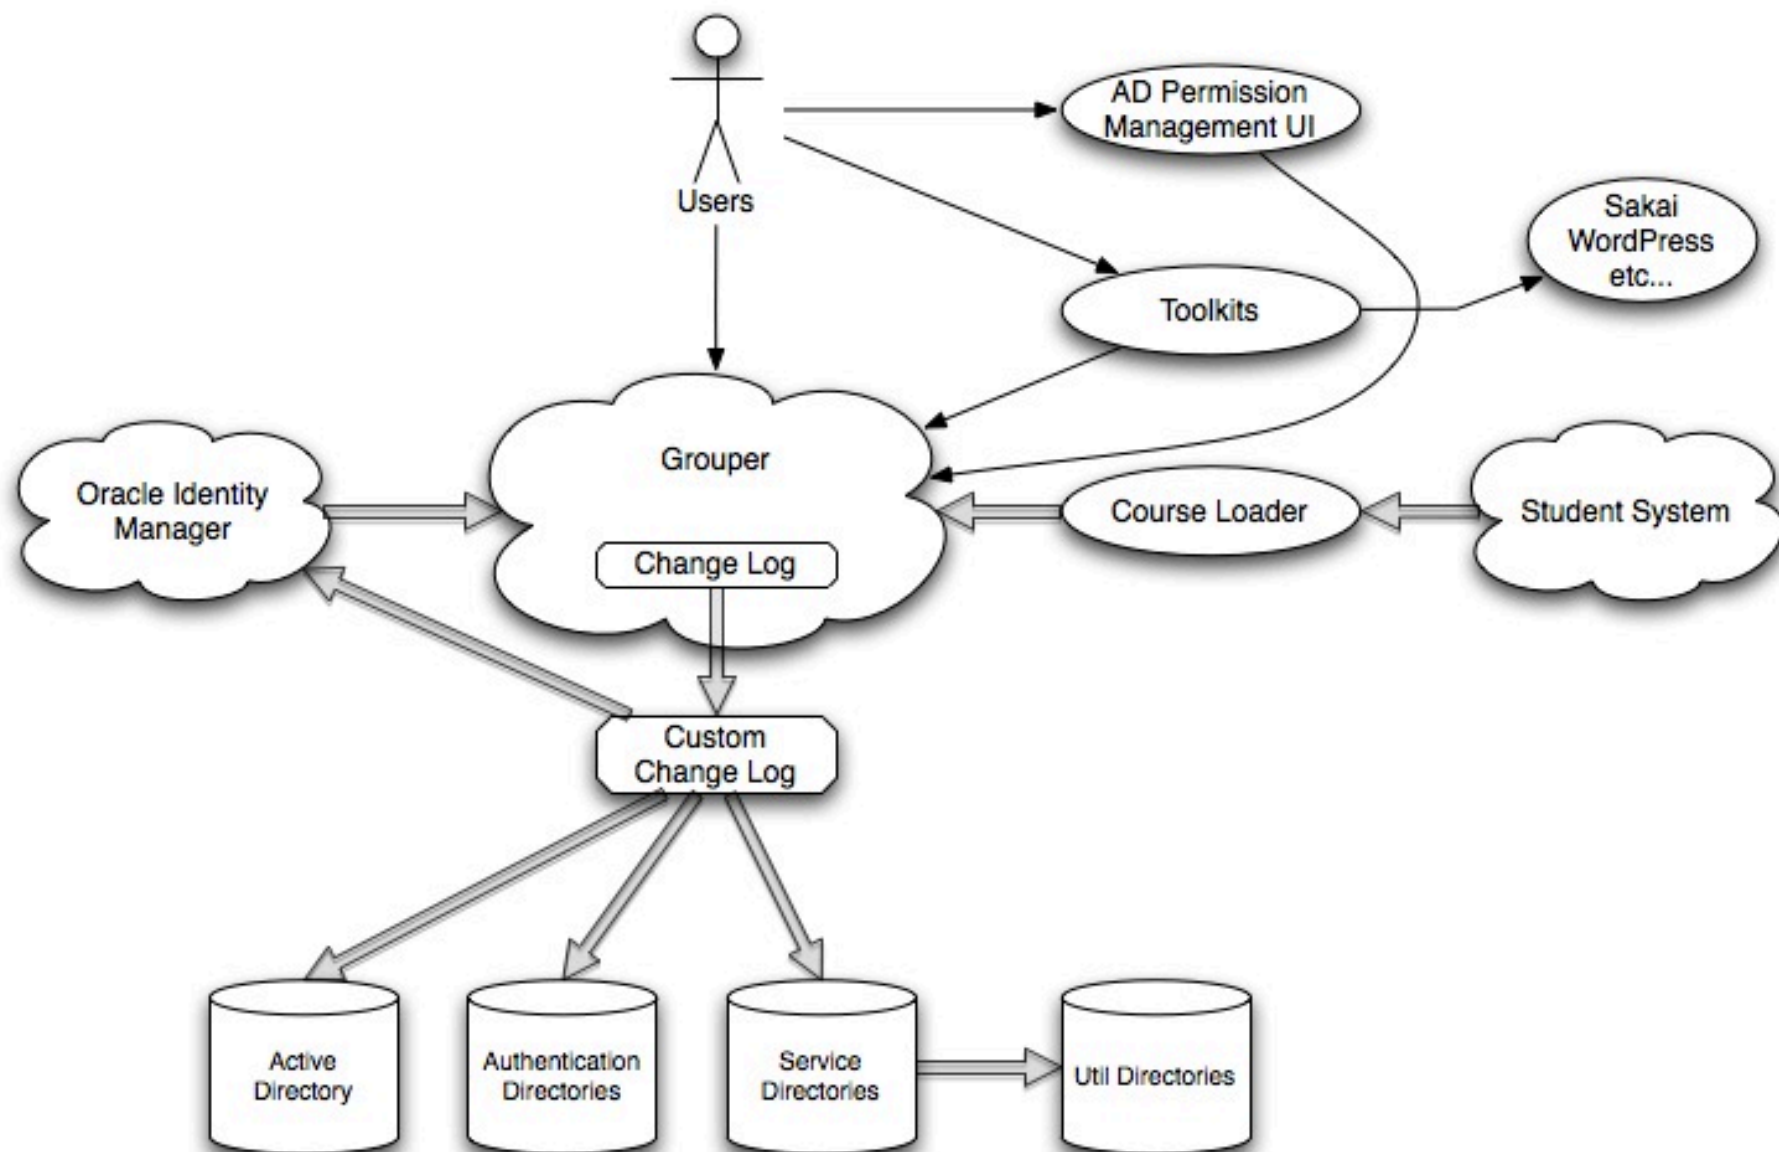 AD Permission
Management UI
Users
Sakai
WordPress
etc...
Toolkits
Grouper
Oracle Identity
Manager
Course Loader
Student System
Change Log
Custom
Change Log
Active
Directory
Authentication
Directories
Service
Directories
Util Directories